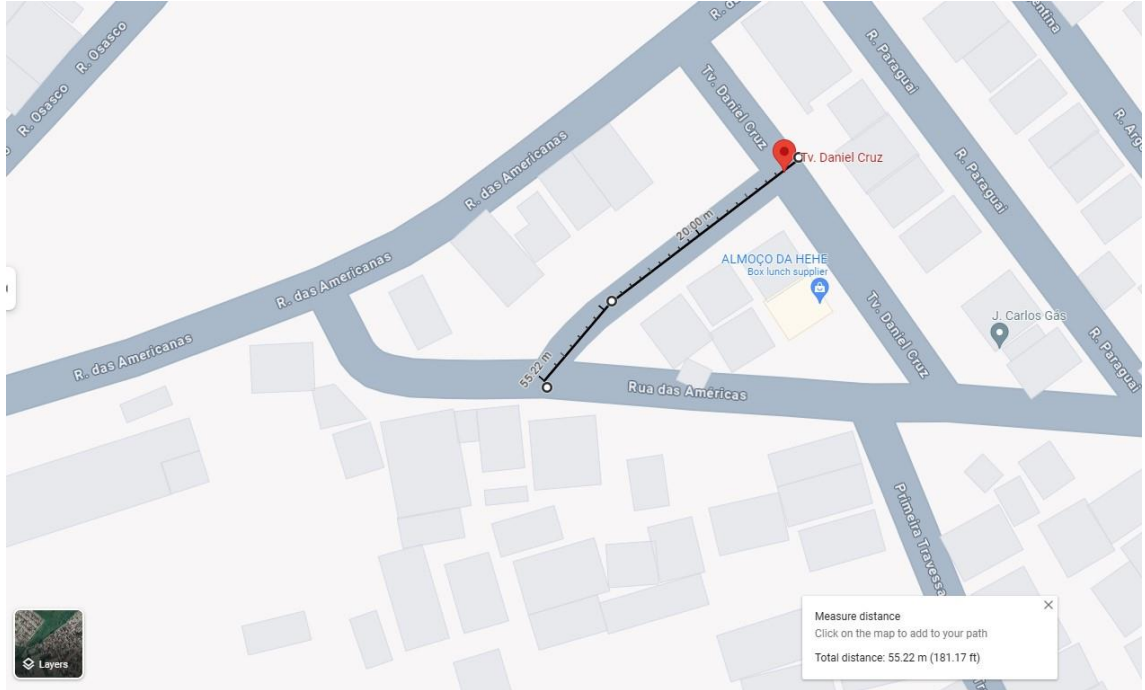 R. Osasco
R. Osasco
R. das Americanas
R. das Americanas
R. das Americanas
Tv. Daniel Cruz
R. Paraguai
R. Paraguai
R. Paraguai
Tv. Daniel Cruz
20.00 m
ALMOÇO DA HEHE
Box lunch supplier
Tv. Daniel Cruz
J. Carlos Gas
55.22 m
Rua das Américas
Primeira Travessa
Layers
Measure distance
Click on the map to add to your path
Total distance: 55.22 m (181.17 ft)